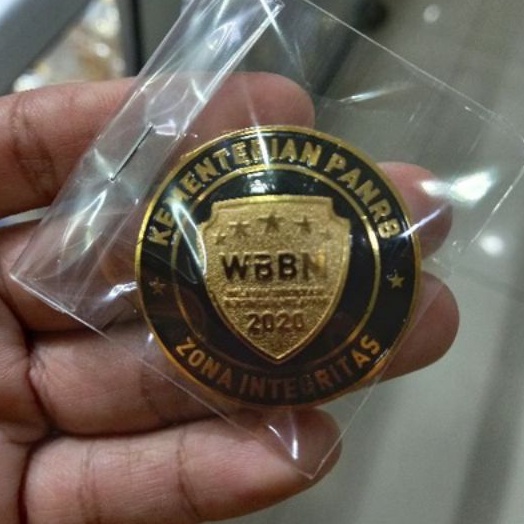 KEMENTERIAN PANRB
WBBN
2020
ZONA INTEGRITAS